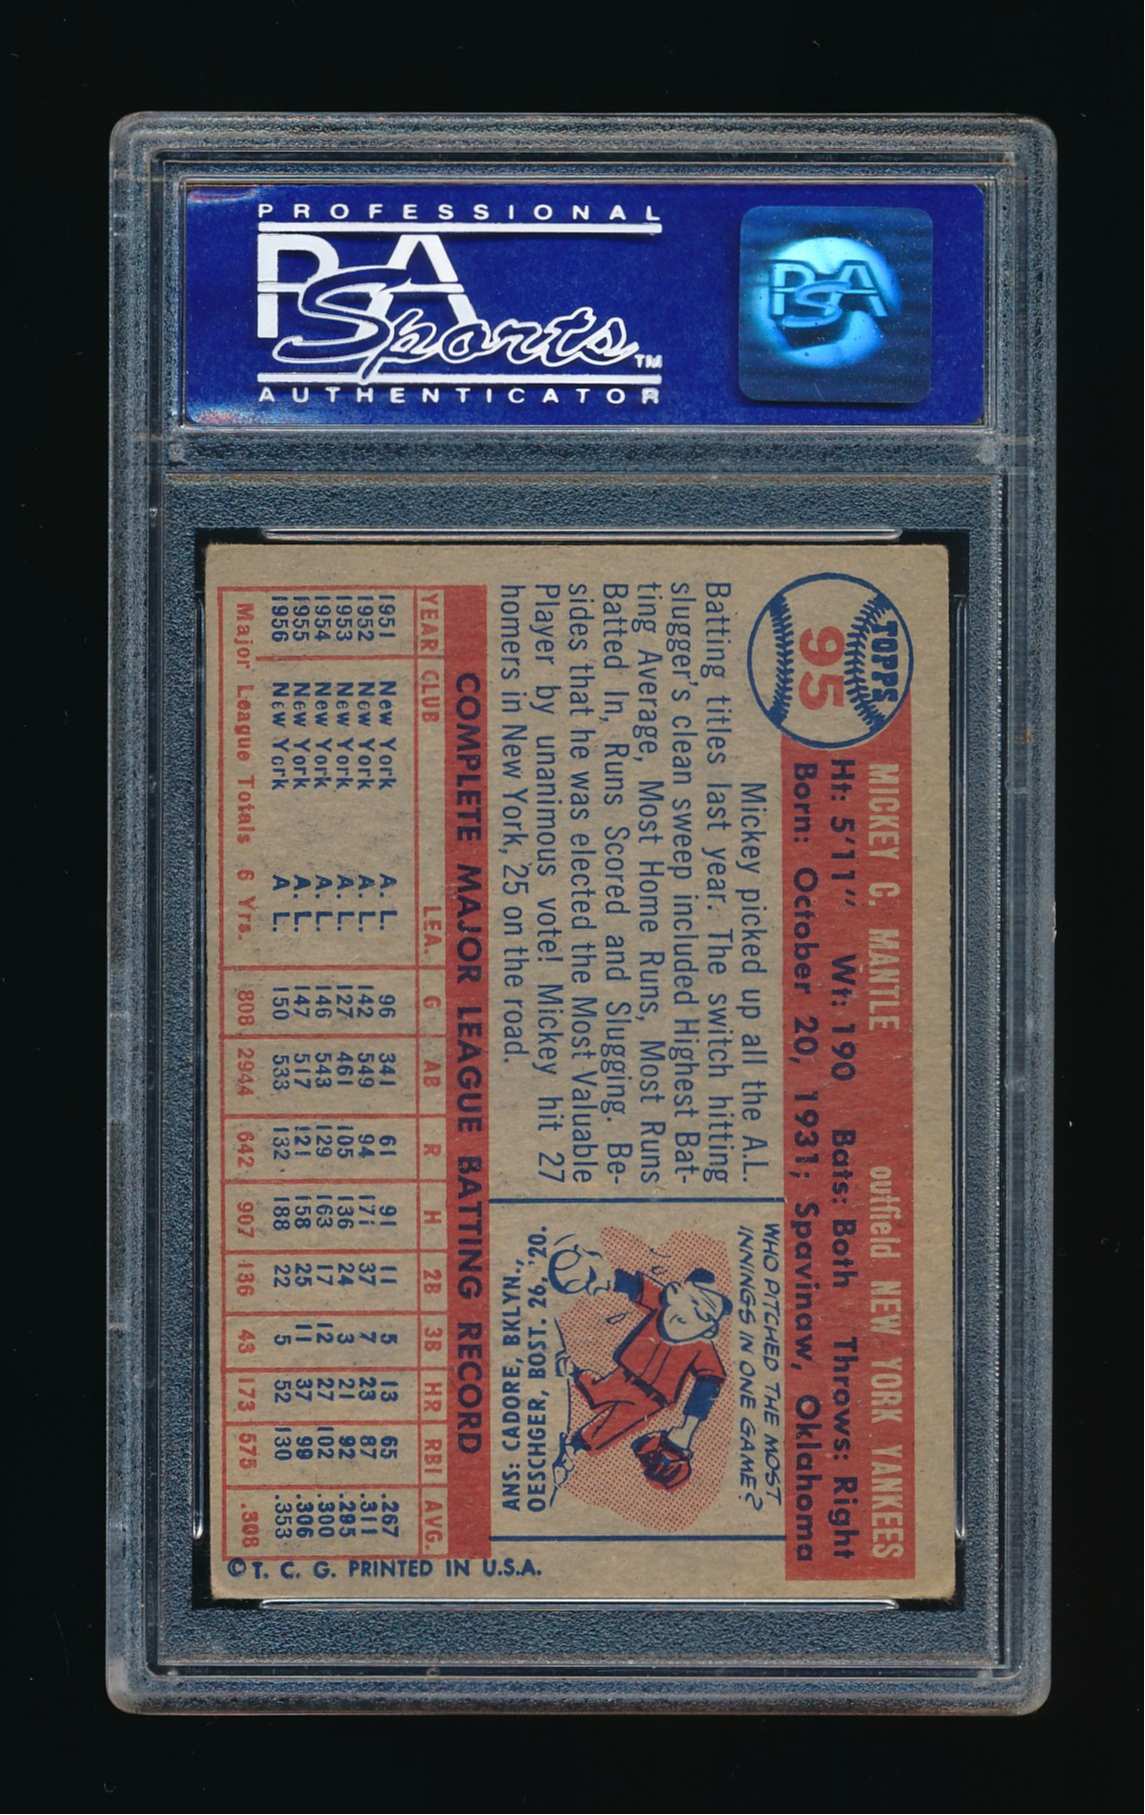 PROFESSIONAL
PSA
Sports™
AUTHENTICATOR
PSA
TOPPS
95
MICKEY C. MANTLE outfield NEW YORK YANKEES
Ht: 5'11" Wt: 190 Bats: Both Throws: Right
Born: October 20, 1931; Spavinaw, Oklahoma
Mickey picked up all the A.L.
Batting titles last year. The switch hitting
slugger's clean sweep included Highest Bat-
ting Average, Most Home Runs, Most Runs
Batted In, Runs Scored and Slugging. Be-
sides that he was elected the Most Valuable
Player by unanimous vote! Mickey hit 27
homers in New York, 25 on the road.
WHO PITCHED THE MOST
INNINGS IN ONE GAME?
ANS: CADORE, BKLYN.,
OESCHGER, BOST. 26, '20.
COMPLETE MAJOR LEAGUE BATTING RECORD
YEAR CLUB LEA. G AB R H 2B 3B HR RBI AVG.
1951 New York A. L. 96 341 61 91 11 5 13 65 .267
1952 New York A. L. 142 549 94 171 37 7 23 87 .311
1953 New York A. L. 127 461 105 136 24 3 21 92 .295
1954 New York A. L. 146 543 129 163 17 12 27 102 .300
1955 New York A. L. 147 517 121 158 25 11 37 99 .306
1956 New York A. L. 150 533 132 188 22 5 52 130 .353
Major League Totals 6 Yrs. 808 2944 642 907 136 43 173 575 .308
© T. C. G. PRINTED IN U.S.A.